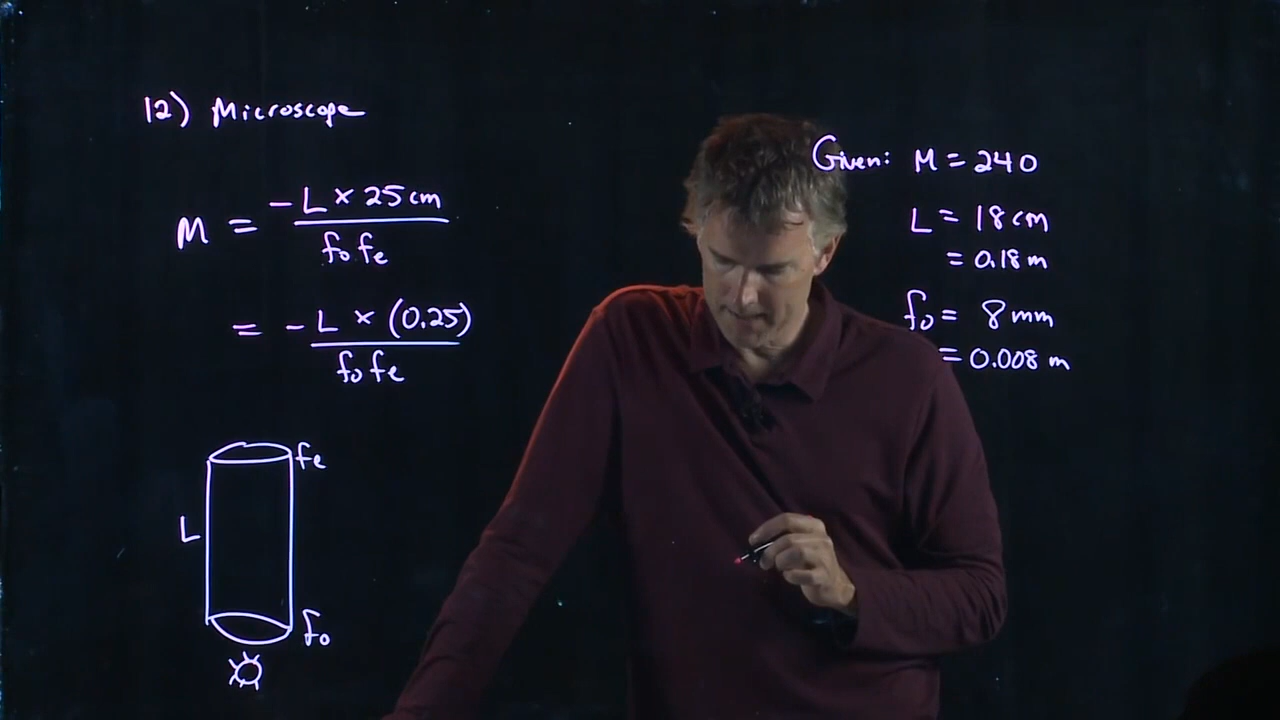 12) Microscope
M = -L × 25 cm
fo fe
= -L × (0.25)
fo fe
fe
L
fo
Given: M = 240
L = 18 cm
= 0.18 m
fo = 8 mm
= 0.008 m